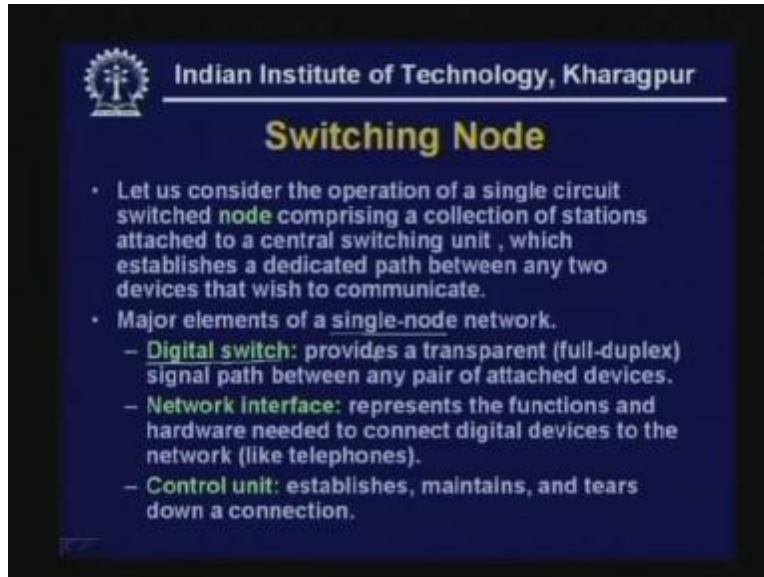 Indian Institute of Technology, Kharagpur
Switching Node
• Let us consider the operation of a single circuit
switched node comprising a collection of stations
attached to a central switching unit , which
establishes a dedicated path between any two
devices that wish to communicate.
• Major elements of a single-node network.
– Digital switch: provides a transparent (full-duplex)
signal path between any pair of attached devices.
– Network interface: represents the functions and
hardware needed to connect digital devices to the
network (like telephones).
– Control unit: establishes, maintains, and tears
down a connection.